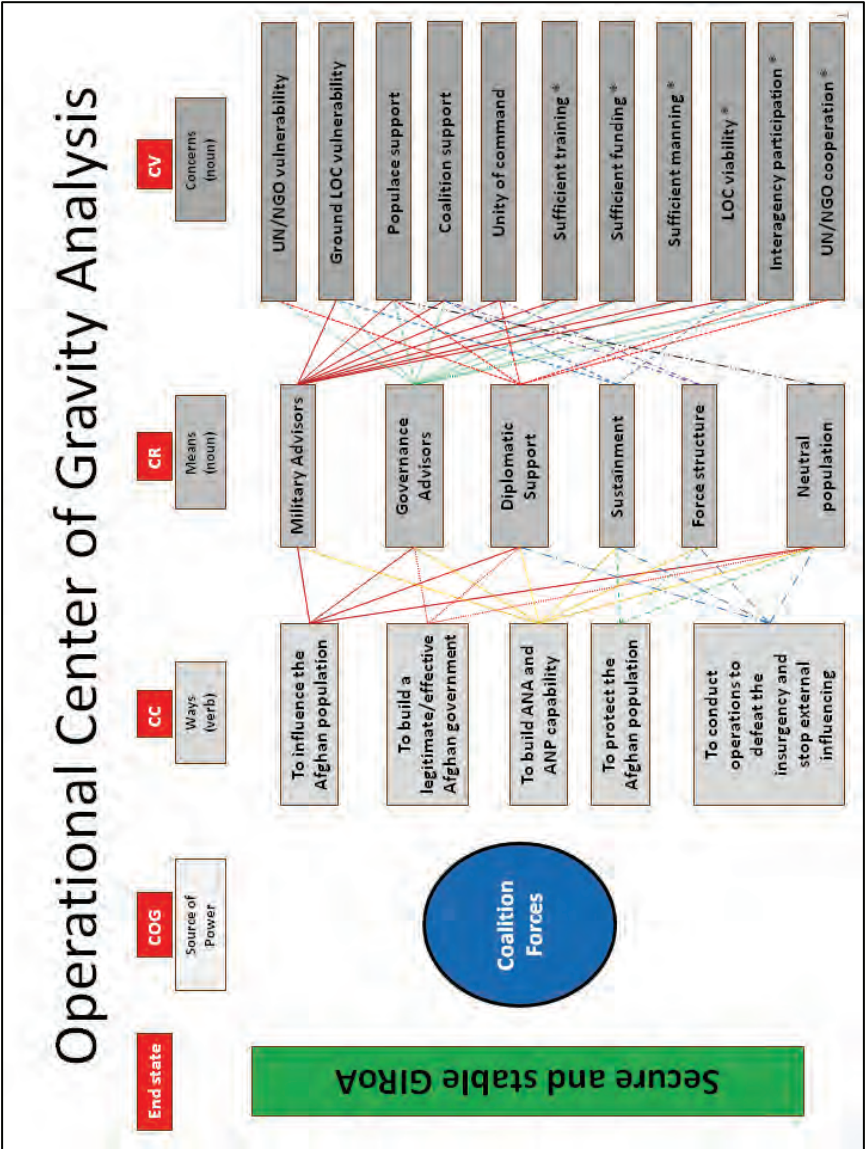 Operational Center of Gravity Analysis
End state
COG
CC
CR
CV
Source of
Power
Ways
(verb)
Means
(noun)
Concerns
(noun)
Secure and stable GIRoA
Coalition
Forces
To influence the
Afghan population
To build a
legitimate/effective
Afghan government
To build ANA and
ANP capability
To protect the
Afghan population
To conduct
operations to
defeat the
insurgency and
stop external
influencing
Military Advisors
Governance
Advisors
Diplomatic
Support
Sustainment
Force structure
Neutral
population
UN/NGO vulnerability
Ground LOC vulnerability
Populace support
Coalition support
Unity of command
Sufficient training *
Sufficient funding *
Sufficient manning *
LOC viability *
Interagency participation *
UN/NGO cooperation *